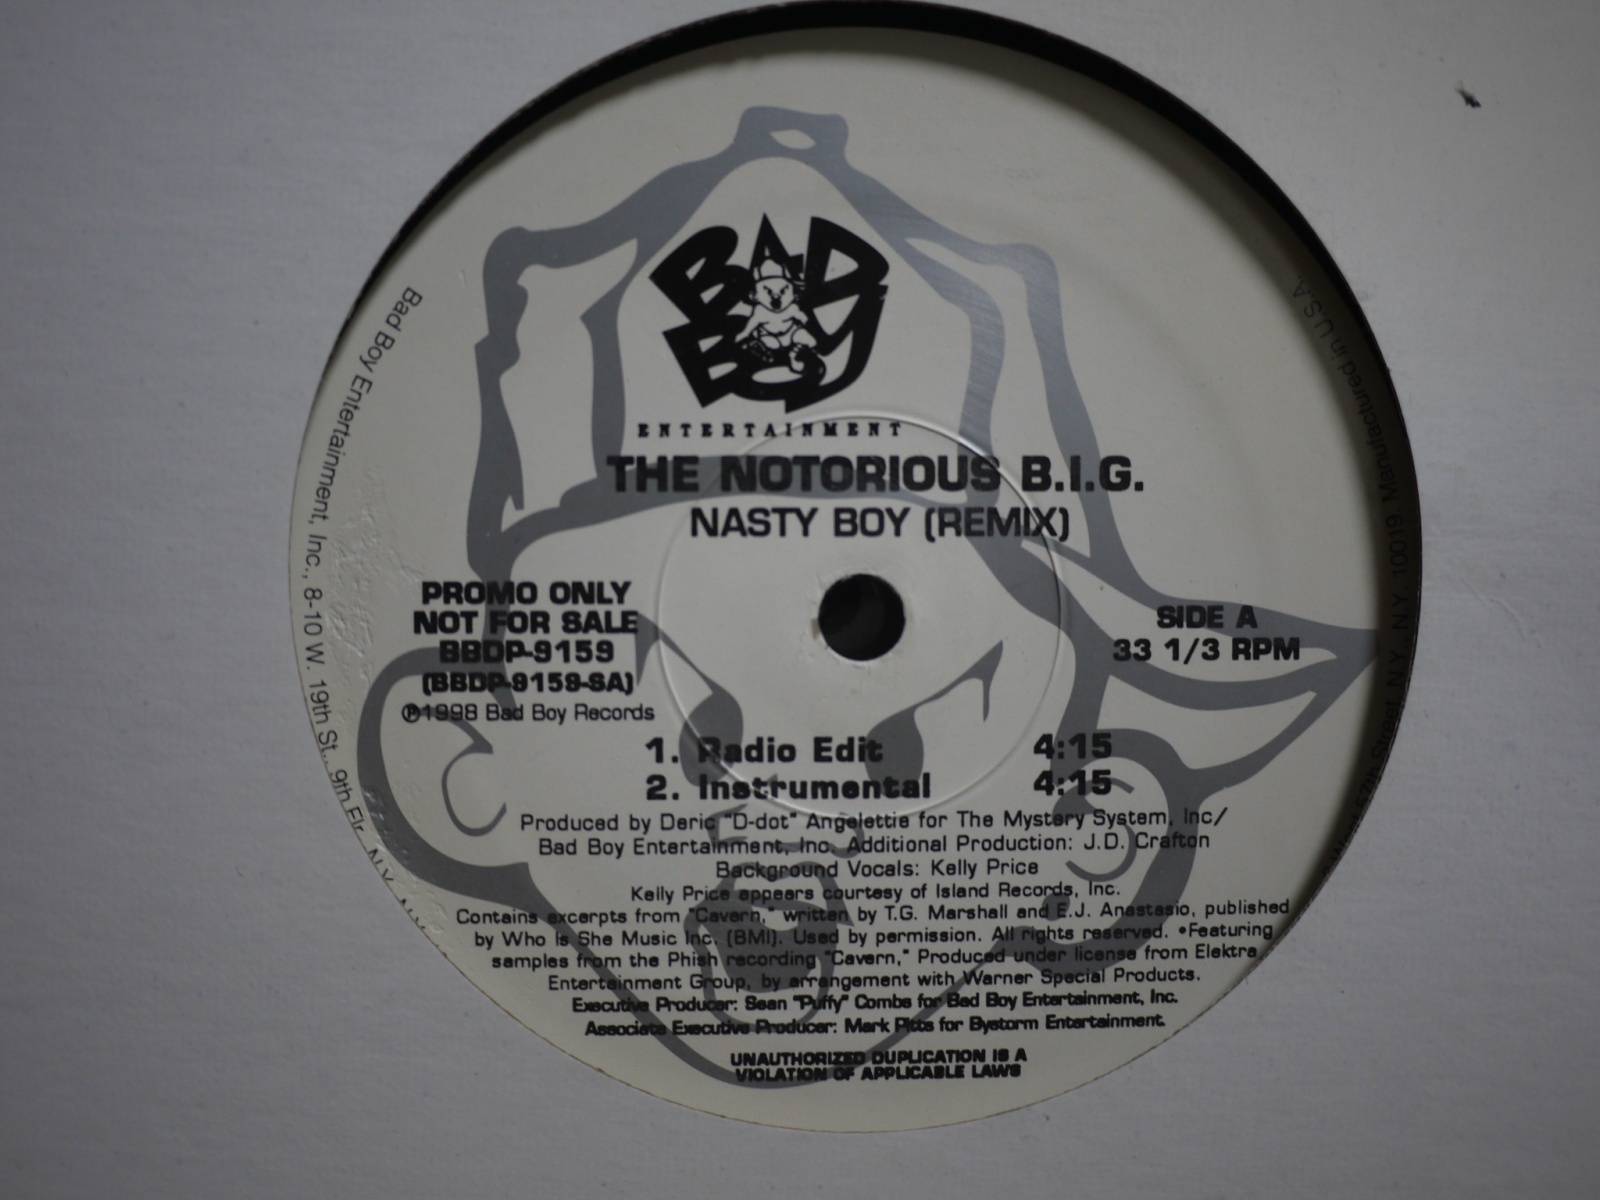 BAD
BOY
ENTERTAINMENT
THE NOTORIOUS B.I.G.
NASTY BOY (REMIX)
PROMO ONLY
NOT FOR SALE
BBDP-9159
(BBDP-9159-SA)
℗1998 Bad Boy Records
SIDE A
33 1/3 RPM
1. Radio Edit 4:15
2. Instrumental 4:15
Produced by Deric "D-dot" Angelettie for The Mystery System, Inc/
Bad Boy Entertainment, Inc. Additional Production: J.D. Crafton
Background Vocals: Kelly Price
Kelly Price appears courtesy of Island Records, Inc.
Contains excerpts from "Cavern," written by T.G. Marshall and E.J. Anastasio, published
by Who Is She Music Inc. (BMI). Used by permission. All rights reserved. •Featuring
samples from the Phish recording "Cavern," Produced under license from Elektra
Entertainment Group, by arrangement with Warner Special Products.
Executive Producer: Sean "Puffy" Combs for Bad Boy Entertainment, Inc.
Associate Executive Producer: Mark Pitts for Bystorm Entertainment.
UNAUTHORIZED DUPLICATION IS A
VIOLATION OF APPLICABLE LAWS
Bad Boy Entertainment, Inc., 8-10 W. 19th St., 9th Flr., N.Y.
West 57th Street, N.Y. N.Y. 10019. Manufactured in U.S.A.